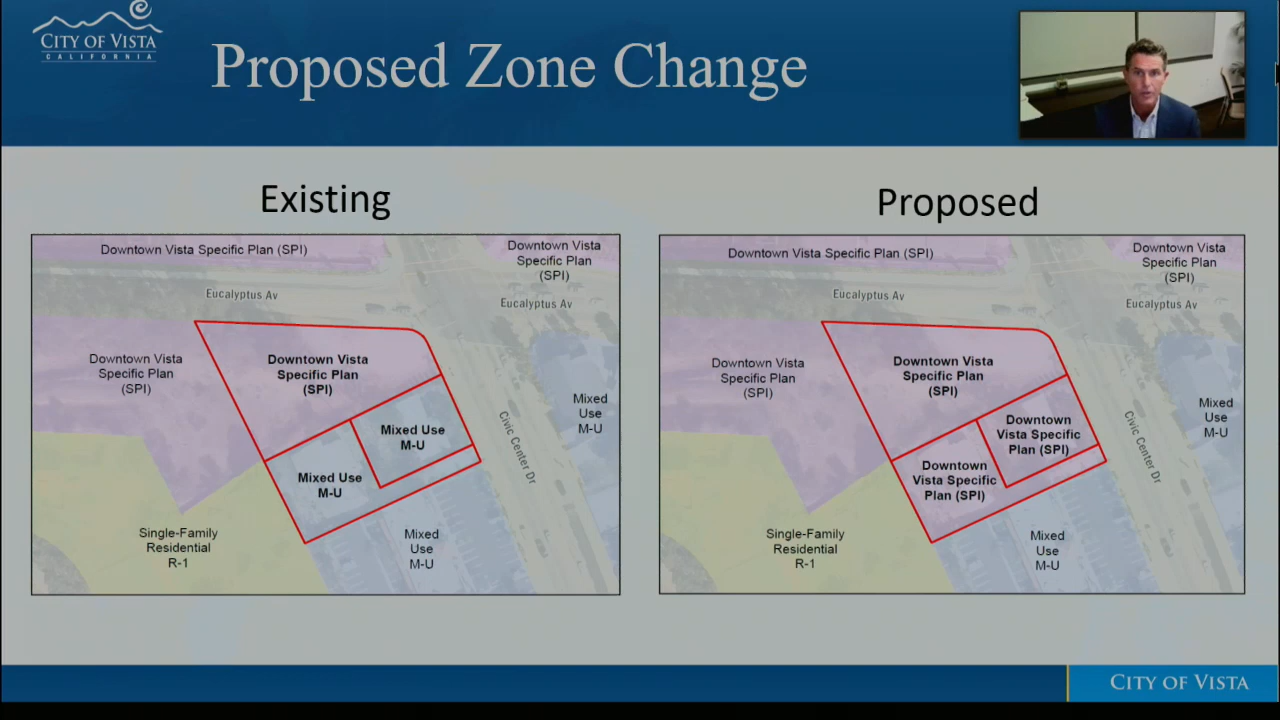 CITY OF VISTA
CALIFORNIA
Proposed Zone Change
Existing
Downtown Vista Specific Plan (SPI)
Downtown Vista
Specific Plan
(SPI)
Eucalyptus Av
Eucalyptus Av
Downtown Vista
Specific Plan
(SPI)
Downtown Vista
Specific Plan
(SPI)
Mixed Use
M-U
Mixed Use
M-U
Mixed
Use
M-U
Civic Center Dr
Single-Family
Residential
R-1
Mixed
Use
M-U
Proposed
Downtown Vista Specific Plan (SPI)
Downtown Vista
Specific Plan
(SPI)
Eucalyptus Av
Eucalyptus Av
Downtown Vista
Specific Plan
(SPI)
Downtown Vista
Specific Plan
(SPI)
Downtown
Vista Specific
Plan (SPI)
Downtown
Vista Specific
Plan (SPI)
Mixed
Use
M-U
Civic Center Dr
Single-Family
Residential
R-1
Mixed
Use
M-U
CITY OF VISTA